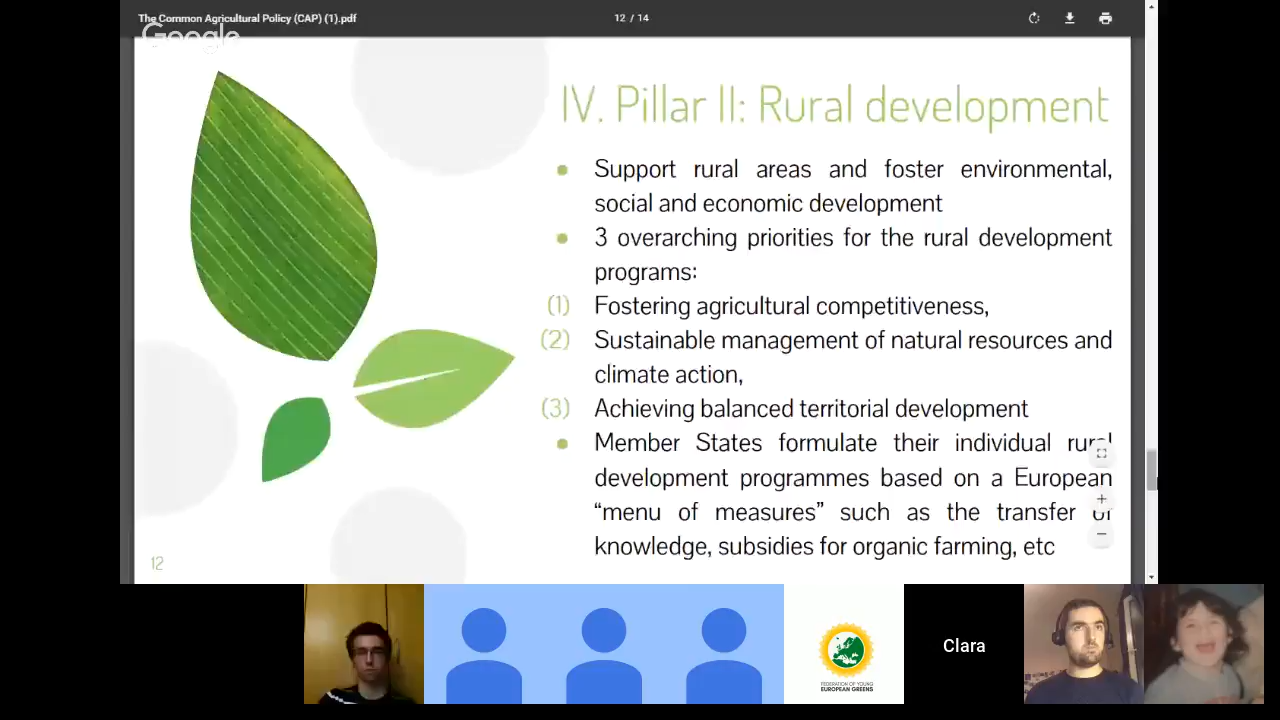 The Common Agricultural Policy (CAP) (1).pdf
12 / 14
Google
IV. Pillar II: Rural development
Support rural areas and foster environmental,
social and economic development
3 overarching priorities for the rural development
programs:
(1) Fostering agricultural competitiveness,
(2) Sustainable management of natural resources and
climate action,
(3) Achieving balanced territorial development
Member States formulate their individual rural
development programmes based on a European
“menu of measures” such as the transfer of
knowledge, subsidies for organic farming, etc
12
FEDERATION OF YOUNG
EUROPEAN GREENS
Clara